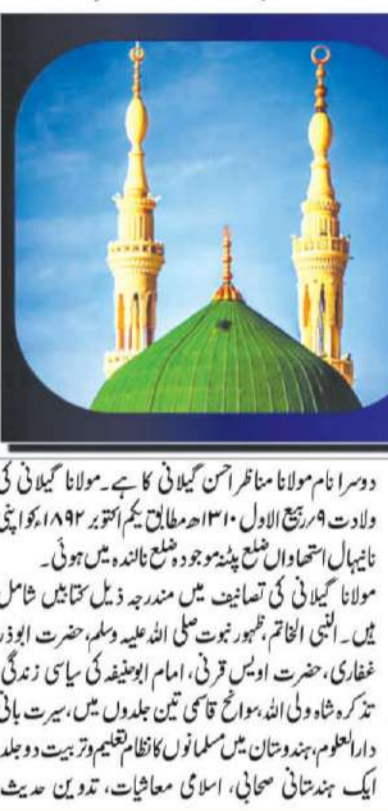 دوسرا نام مولانا مناظر احسن گیلانی کا ہے۔ مولانا گیلانی کی
ولادت ۹؍ربیع الاول ۱۳۱۰ھ مطابق یکم اکتوبر ۱۸۹۲ء کو اپنی
نانیہال استھاواں ضلع پٹنہ موجودہ ضلع نالندہ میں ہوئی۔
مولانا گیلانی کی تصانیف میں مندرجہ ذیل کتابیں شامل
ہیں۔ النبی الخاتم، ظہور نبوت صلی اللہ علیہ وسلم، حضرت ابوذر
غفاری، حضرت اویس قرنی، امام ابوحنیفہ کی سیاسی زندگی،
تذکرہ شاہ ولی اللہ، سوانح قاسمی تین جلدوں میں، سیرت بانی
دارالعلوم، ہندوستان میں مسلمانوں کا نظام تعلیم و تربیت دو جلد
ایک ہندستانی صحابی، اسلامی معاشیات، تدوین حدیث